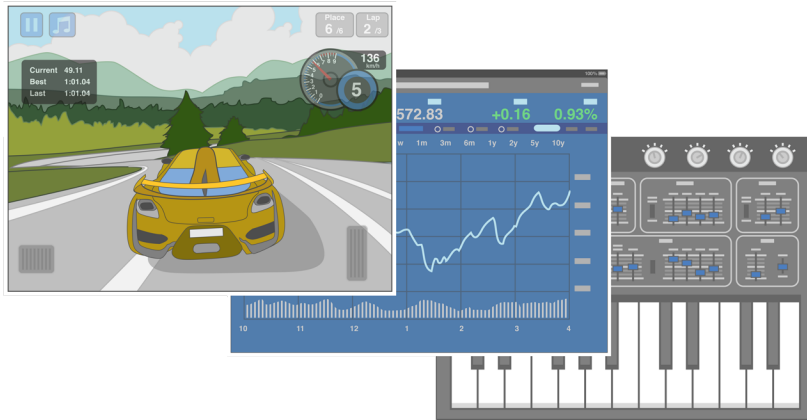 Place
6 /6
Lap
2 /3
Current 49.11
Best 1:01.04
Last 1:01.04
136
km/h
5
100%
572.83
+0.16
0.93%
w 1m 3m 6m 1y 2y 5y 10y
10 11 12 1 2 3 4